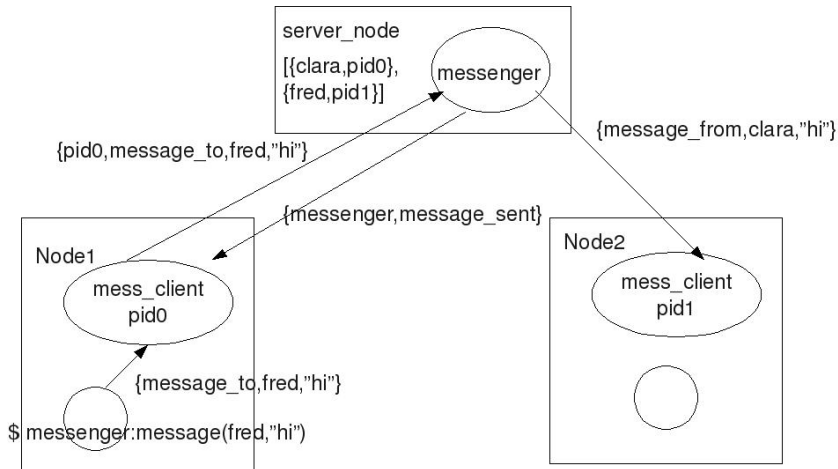 server_node
[{clara,pid0},
{fred,pid1}]
messenger
{message_from,clara,”hi”}
{pid0,message_to,fred,”hi”}
{messenger,message_sent}
Node1
mess_client
pid0
Node2
mess_client
pid1
{message_to,fred,”hi”}
$ messenger:message(fred,”hi”)